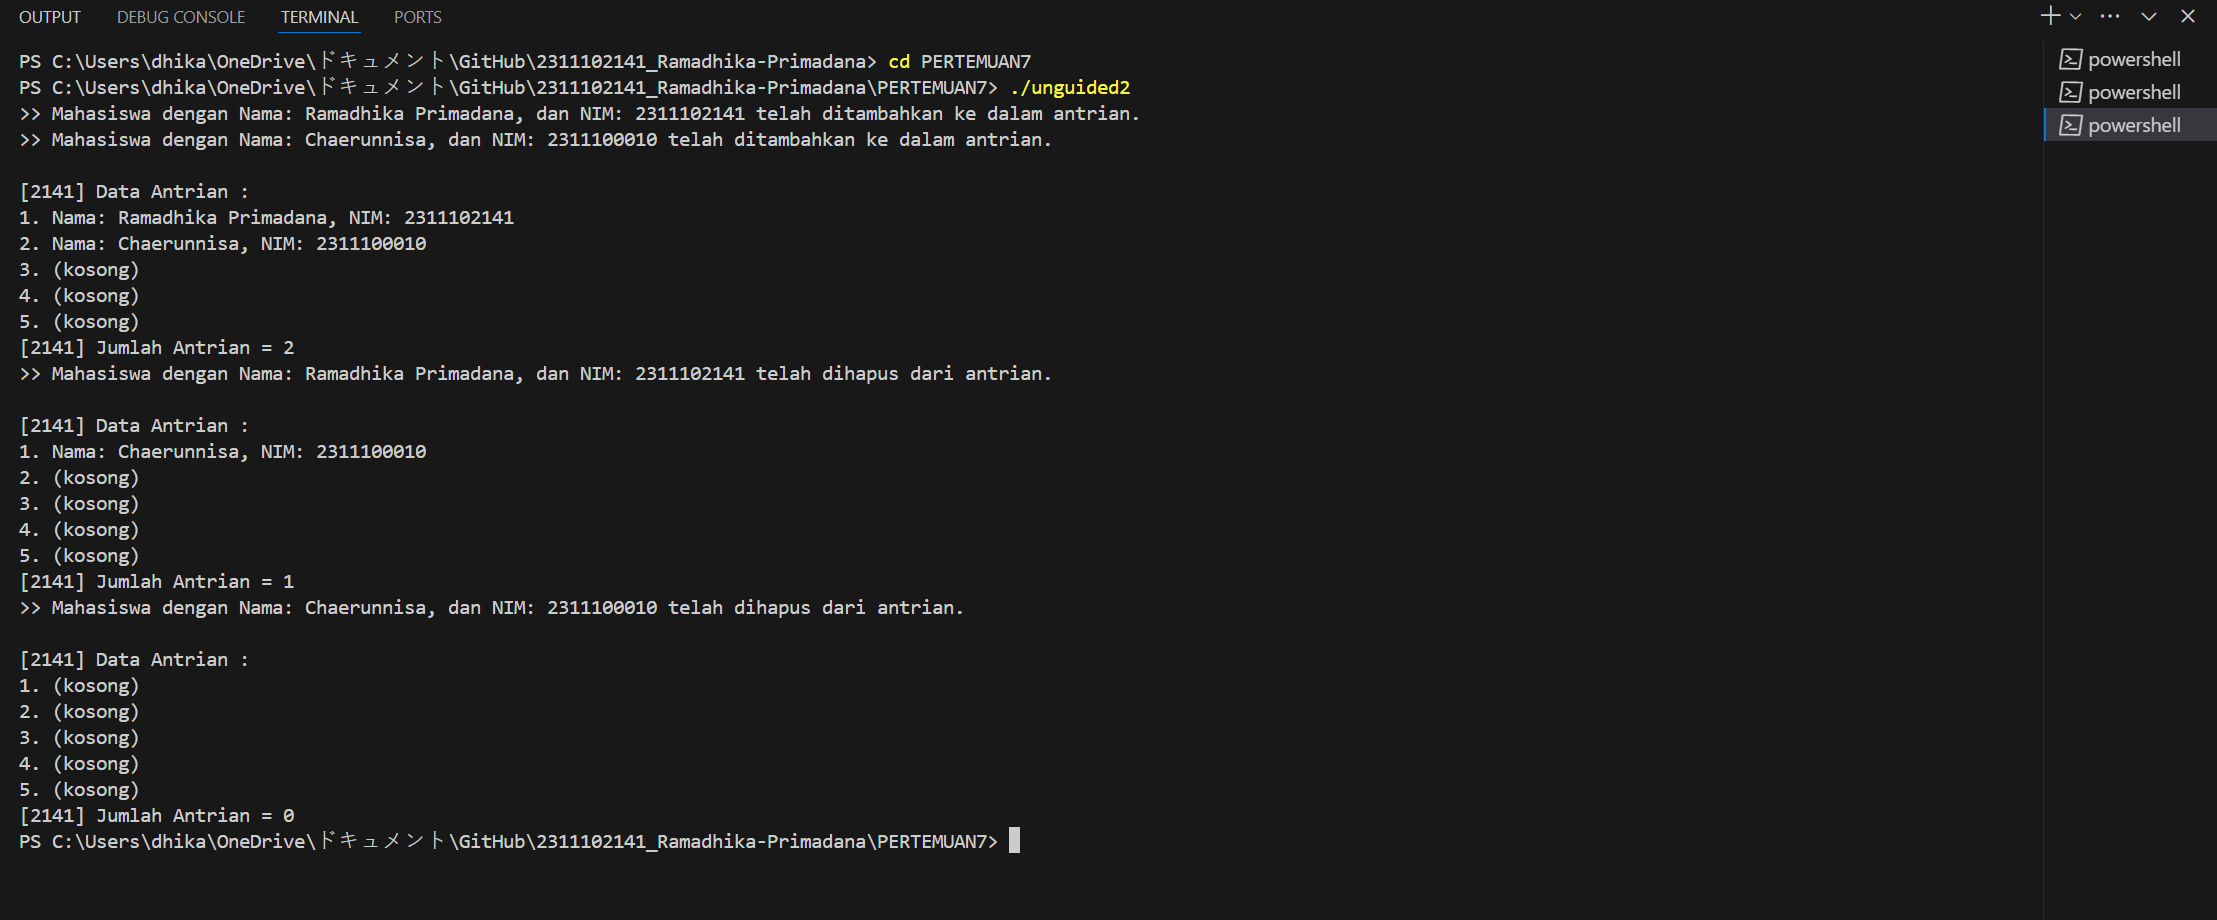 OUTPUT DEBUG CONSOLE TERMINAL PORTS
PS C:\Users\dhika\OneDrive\ドキュメント\GitHub\2311102141_Ramadhika-Primadana> cd PERTEMUAN7
PS C:\Users\dhika\OneDrive\ドキュメント\GitHub\2311102141_Ramadhika-Primadana\PERTEMUAN7> ./unguided2
>> Mahasiswa dengan Nama: Ramadhika Primadana, dan NIM: 2311102141 telah ditambahkan ke dalam antrian.
>> Mahasiswa dengan Nama: Chaerunnisa, dan NIM: 2311100010 telah ditambahkan ke dalam antrian.
[2141] Data Antrian :
1. Nama: Ramadhika Primadana, NIM: 2311102141
2. Nama: Chaerunnisa, NIM: 2311100010
3. (kosong)
4. (kosong)
5. (kosong)
[2141] Jumlah Antrian = 2
>> Mahasiswa dengan Nama: Ramadhika Primadana, dan NIM: 2311102141 telah dihapus dari antrian.
[2141] Data Antrian :
1. Nama: Chaerunnisa, NIM: 2311100010
2. (kosong)
3. (kosong)
4. (kosong)
5. (kosong)
[2141] Jumlah Antrian = 1
>> Mahasiswa dengan Nama: Chaerunnisa, dan NIM: 2311100010 telah dihapus dari antrian.
[2141] Data Antrian :
1. (kosong)
2. (kosong)
3. (kosong)
4. (kosong)
5. (kosong)
[2141] Jumlah Antrian = 0
PS C:\Users\dhika\OneDrive\ドキュメント\GitHub\2311102141_Ramadhika-Primadana\PERTEMUAN7>
powershell
powershell
powershell